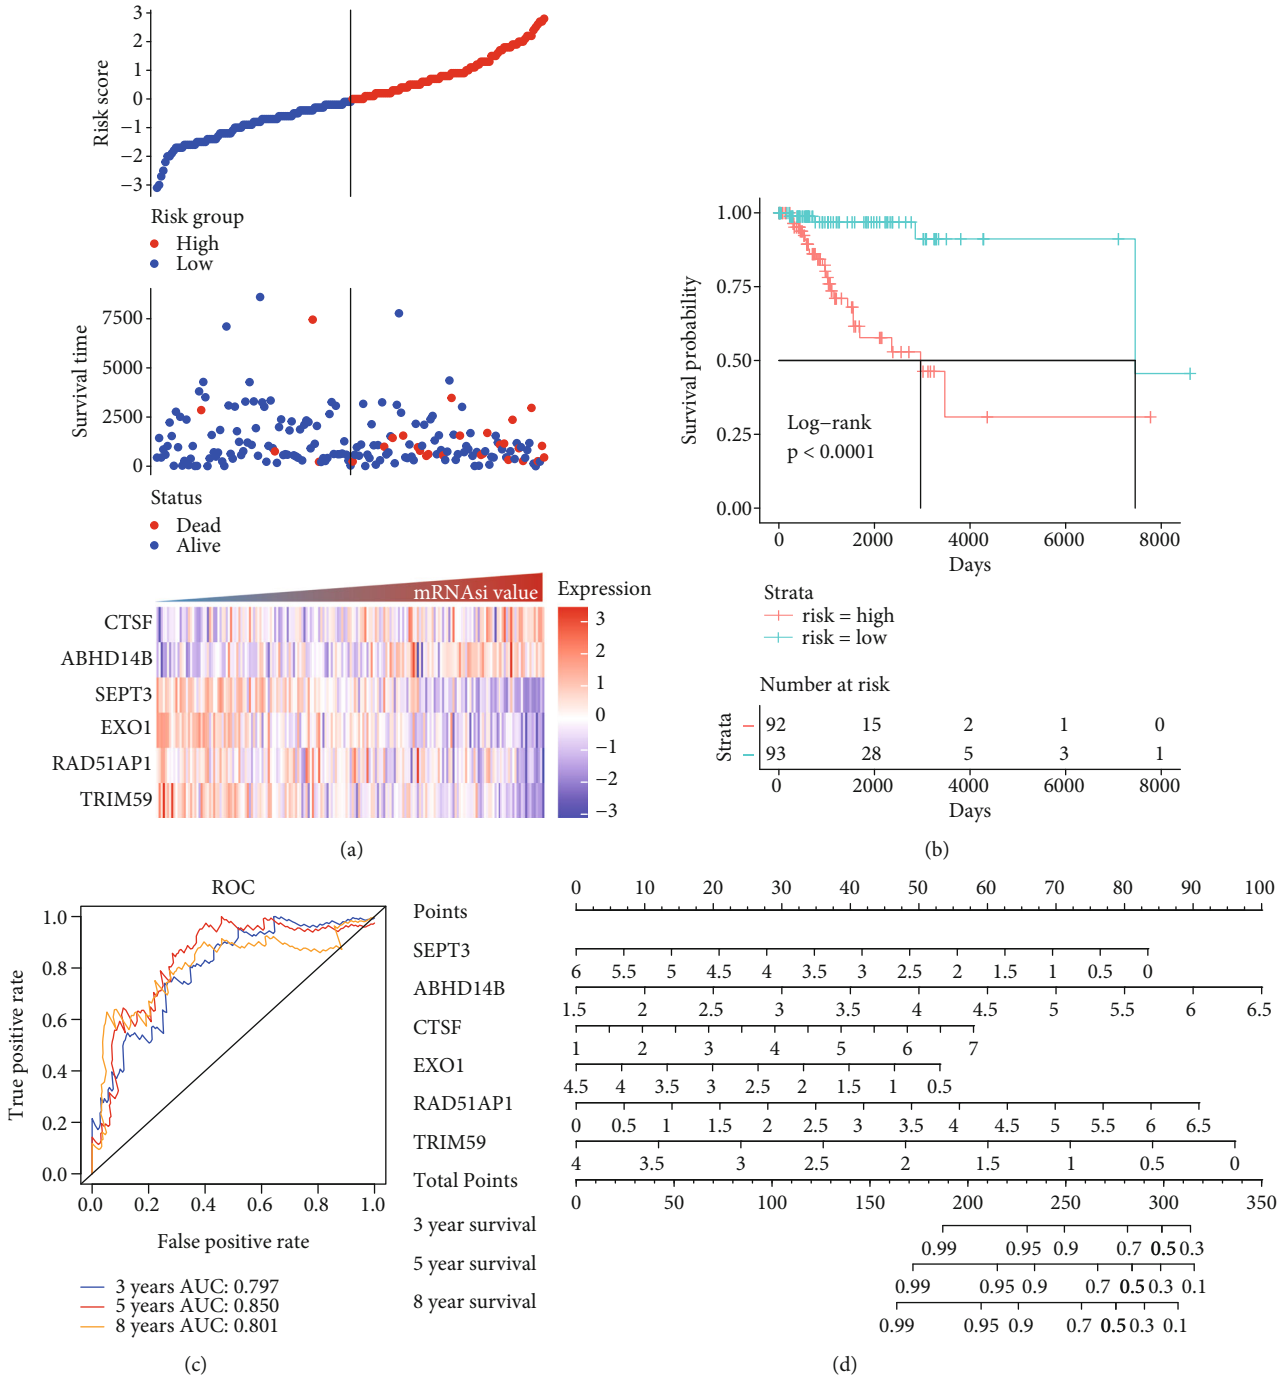 3
2
1
0
−1
−2
−3
Risk score
Risk group
High
Low
7500
5000
2500
0
Survival time
Status
Dead
Alive
mRNAsi value
Expression
CTSF
ABHD14B
SEPT3
EXO1
RAD51AP1
TRIM59
3
2
1
0
−1
−2
−3
(a)
1.00
0.75
0.50
0.25
0.00
Survival probability
Log−rank
p < 0.0001
0 2000 4000 6000 8000
Days
Strata
risk = high
risk = low
Number at risk
Strata
92 15 2 1 0
93 28 5 3 1
0 2000 4000 6000 8000
Days
(b)
ROC
1.0
0.8
0.6
0.4
0.2
0.0
True positive rate
0.0 0.2 0.4 0.6 0.8 1.0
False positive rate
3 years AUC: 0.797
5 years AUC: 0.850
8 years AUC: 0.801
(c)
0 10 20 30 40 50 60 70 80 90 100
Points
SEPT3
6 5.5 5 4.5 4 3.5 3 2.5 2 1.5 1 0.5 0
ABHD14B
1.5 2 2.5 3 3.5 4 4.5 5 5.5 6 6.5
CTSF
1 2 3 4 5 6 7
EXO1
4.5 4 3.5 3 2.5 2 1.5 1 0.5
RAD51AP1
0 0.5 1 1.5 2 2.5 3 3.5 4 4.5 5 5.5 6 6.5
TRIM59
4 3.5 3 2.5 2 1.5 1 0.5 0
Total Points
0 50 100 150 200 250 300 350
3 year survival
0.99 0.95 0.9 0.7 0.5 0.3
5 year survival
0.99 0.95 0.9 0.7 0.5 0.3 0.1
8 year survival
0.99 0.95 0.9 0.7 0.5 0.3 0.1
(d)